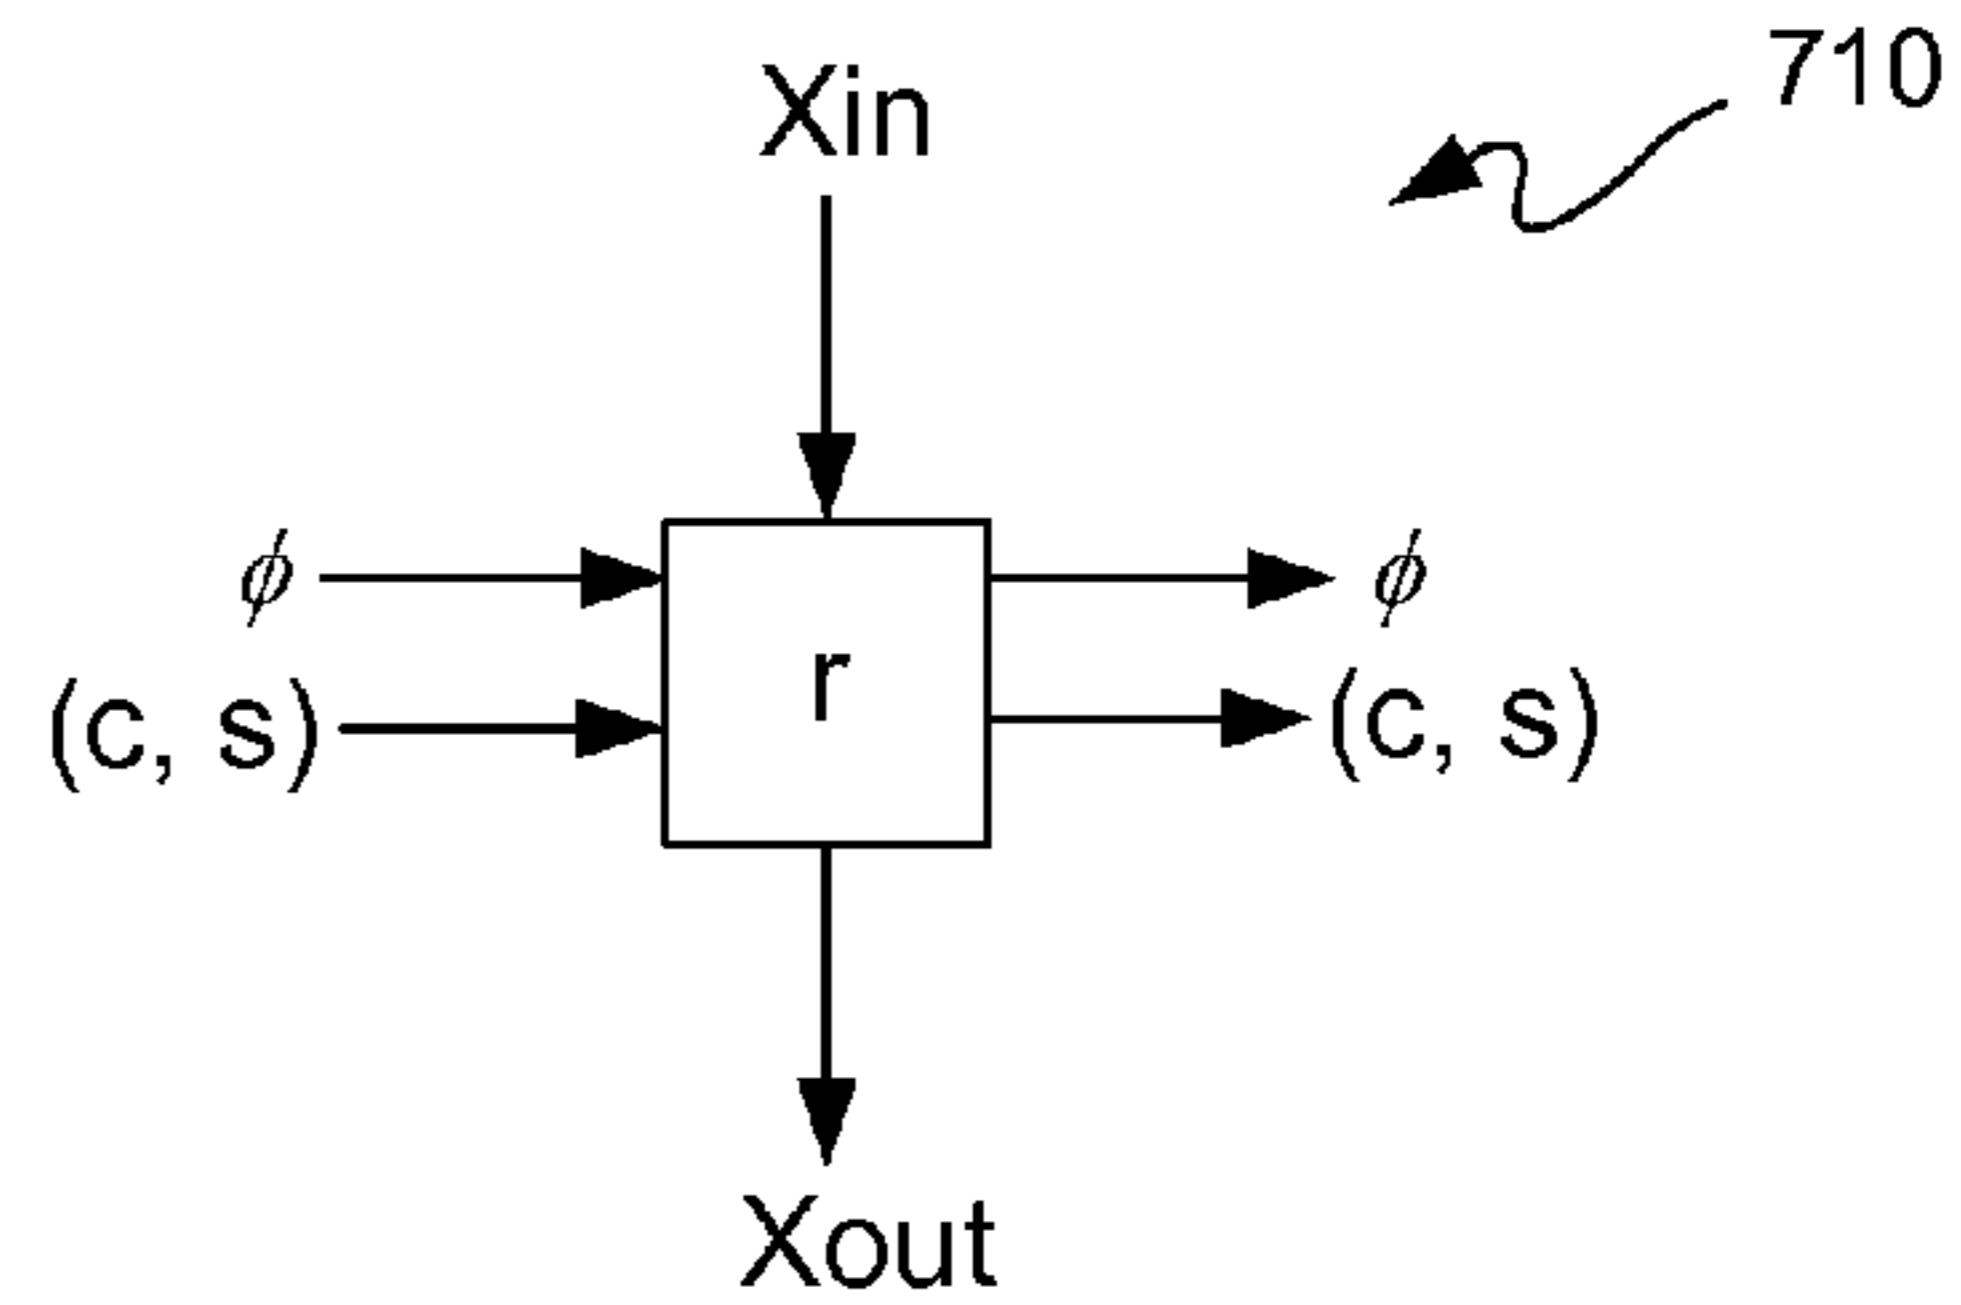 710
Xin
ϕ ϕ
r
(c, s) (c, s)
Xout